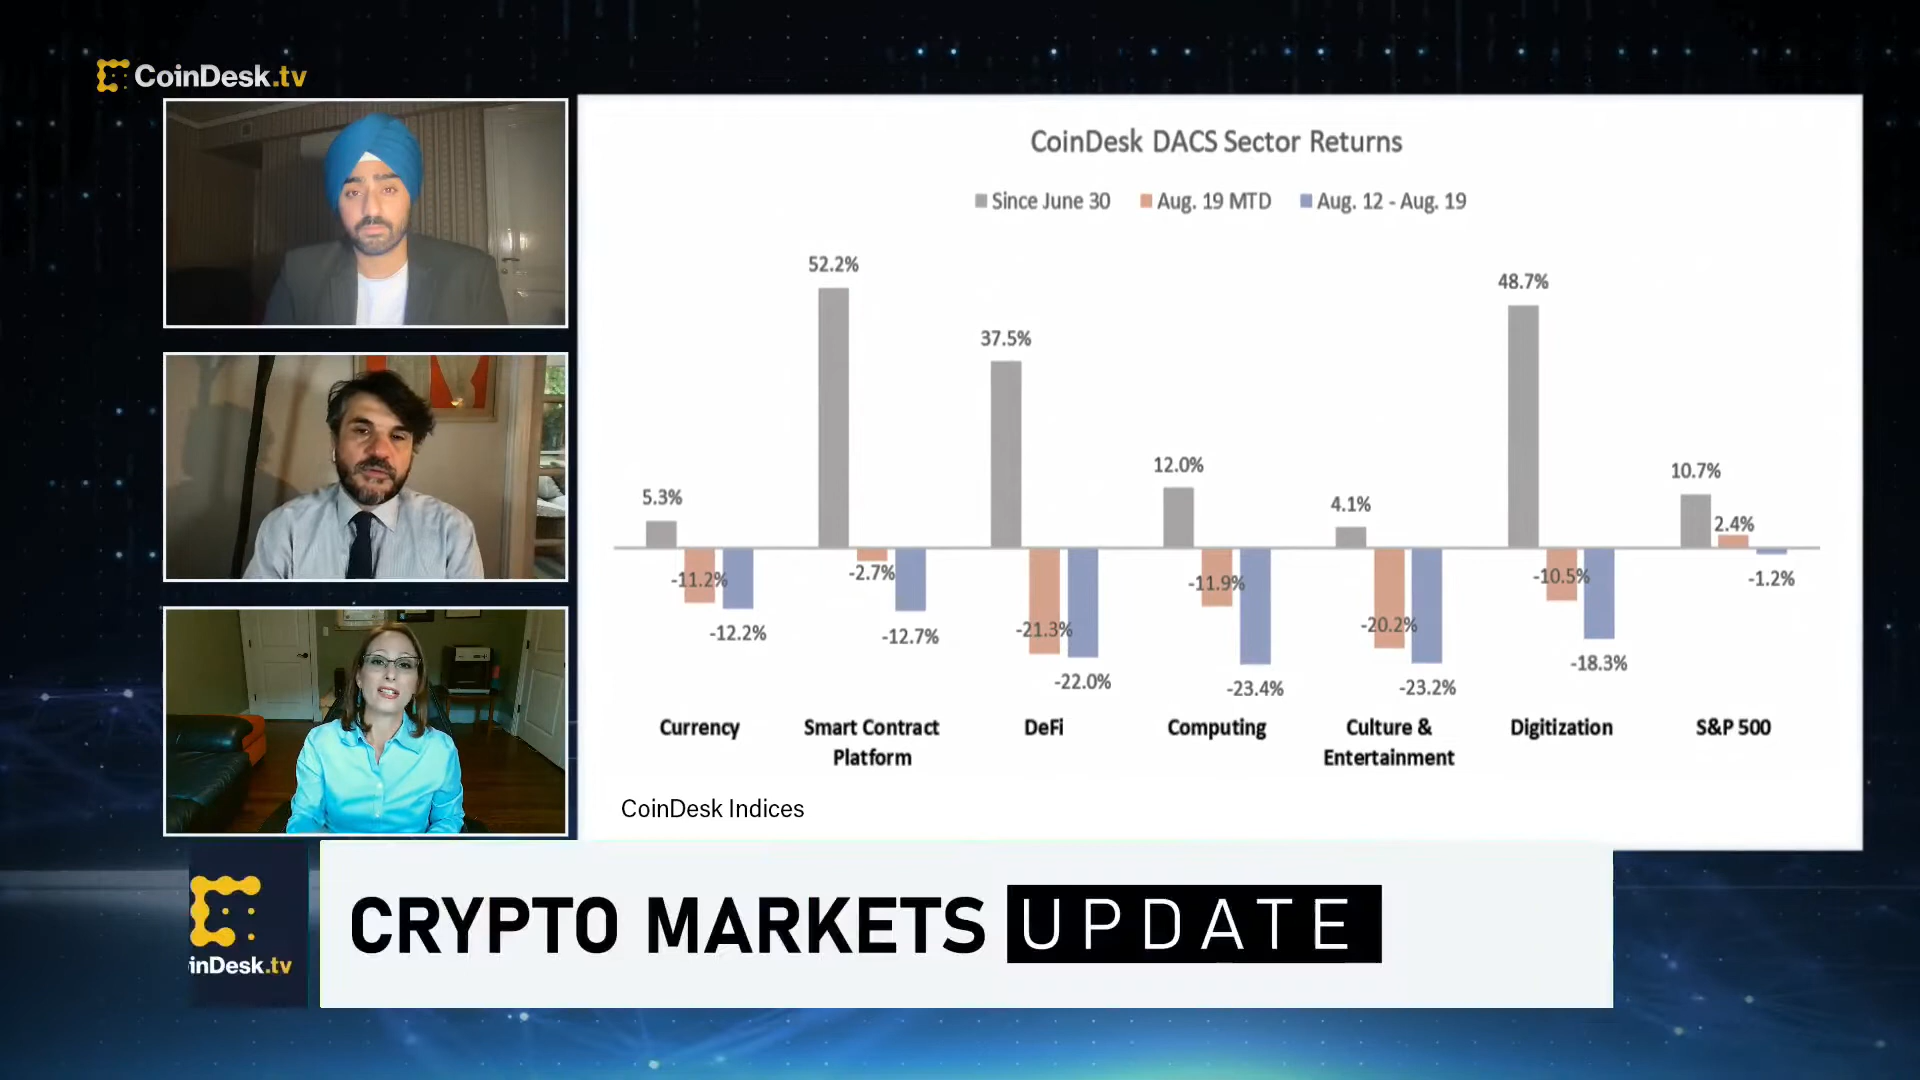 CoinDesk.tv
CoinDesk DACS Sector Returns
Since June 30 Aug. 19 MTD Aug. 12 - Aug. 19
5.3%
-11.2%
-12.2%
52.2%
-2.7%
-12.7%
37.5%
-21.3%
-22.0%
12.0%
-11.9%
-23.4%
4.1%
-20.2%
-23.2%
48.7%
-10.5%
-18.3%
10.7%
2.4%
-1.2%
Currency
Smart Contract
Platform
DeFi
Computing
Culture &
Entertainment
Digitization
S&P 500
CoinDesk Indices
CRYPTO MARKETS UPDATE
inDesk.tv